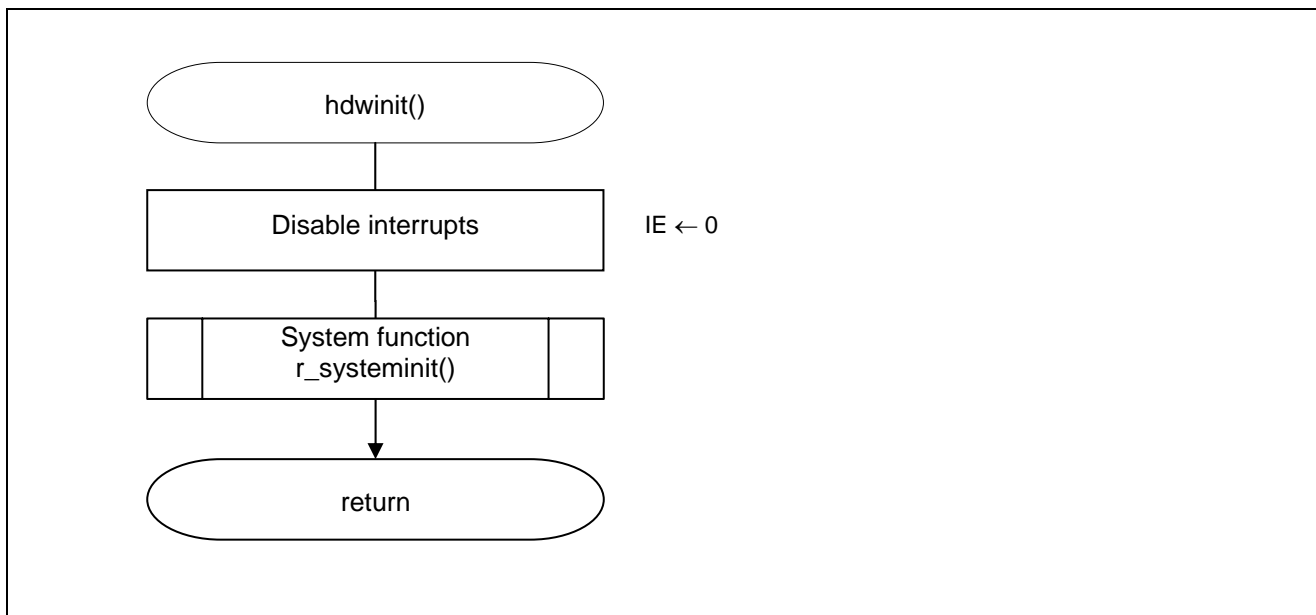 hdwinit()
Disable interrupts
IE ← 0
System function
r_systeminit()
return